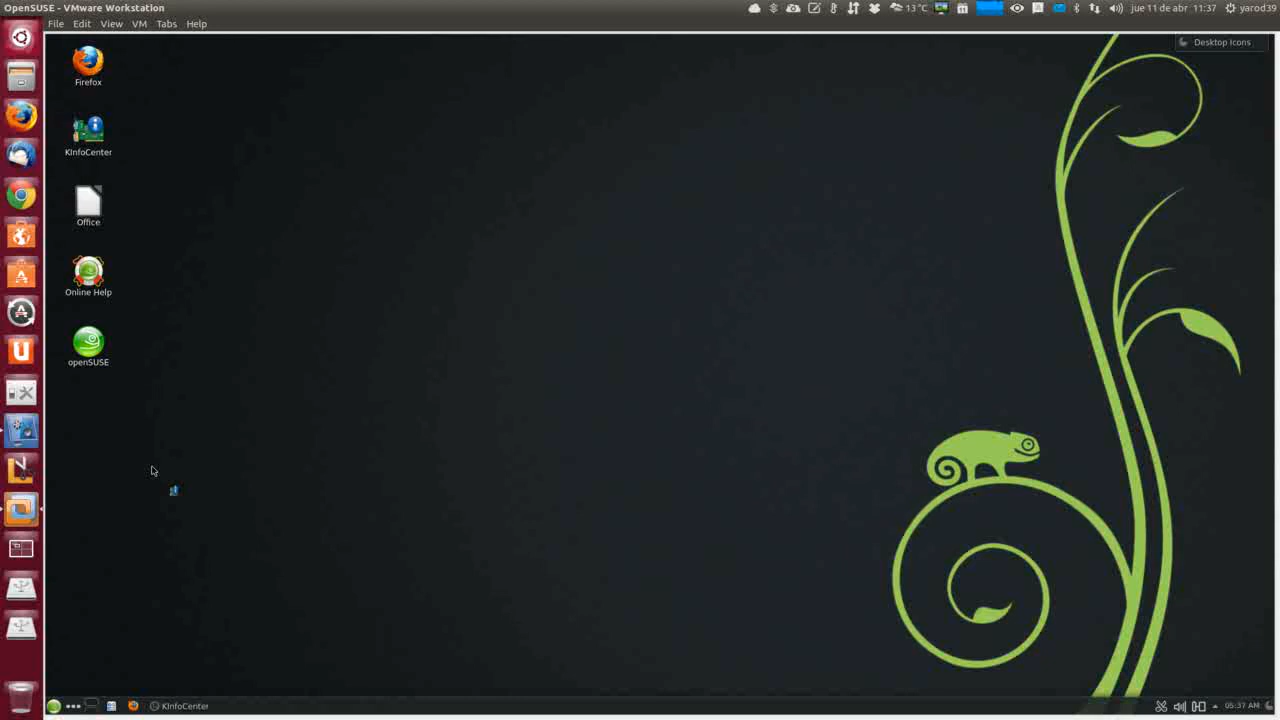 OpenSUSE - VMware Workstation
13°C
jue 11 de abr 11:37
yarod39
File Edit View VM Tabs Help
Desktop Icons
Firefox
KInfoCenter
Office
Online Help
openSUSE
KInfoCenter
05:37 AM